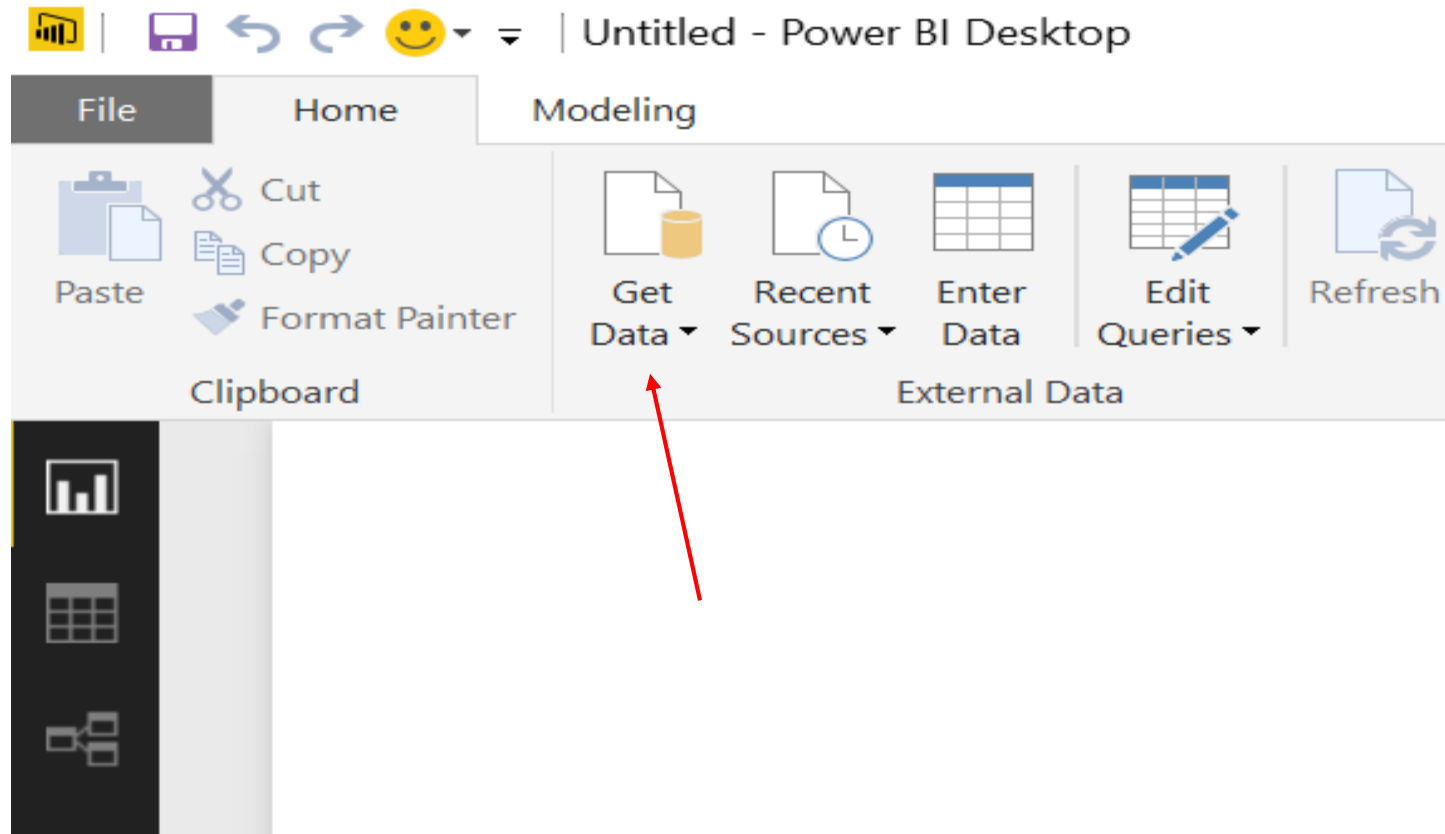 Untitled - Power BI Desktop
File Home Modeling
Cut
Copy
Paste
Format Painter
Get Data
Recent Sources
Enter Data
Edit Queries
Refresh
Clipboard
External Data